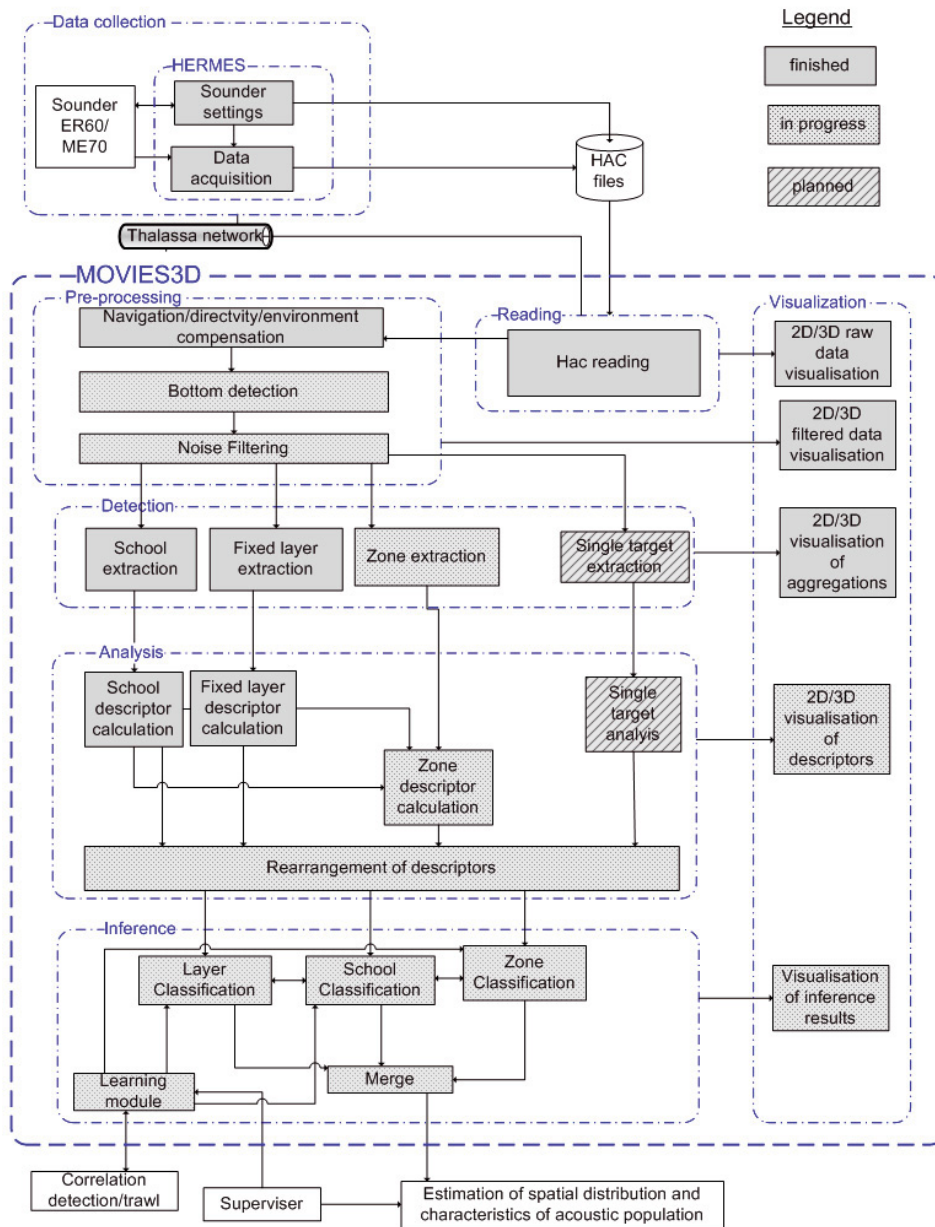 Data collection
Legend
HERMES
finished
Sounder
ER60/
ME70
Sounder
settings
in progress
Data
acquisition
HAC
files
planned
Thalassa network
MOVIES3D
Pre-processing
Reading
Visualization
Navigation/directvity/environment
compensation
Hac reading
2D/3D raw
data
visualisation
Bottom detection
2D/3D
filtered data
visualisation
Noise Filtering
Detection
School
extraction
Fixed layer
extraction
Zone extraction
Single target
extraction
2D/3D
visualisation
of
aggregations
Analysis
School
descriptor
calculation
Fixed layer
descriptor
calculation
Single
target
analyis
2D/3D
visualisation
of
descriptors
Zone
descriptor
calculation
Rearrangement of descriptors
Inference
Layer
Classification
School
Classification
Zone
Classification
Visualisation
of inference
results
Learning
module
Merge
Correlation
detection/trawl
Superviser
Estimation of spatial distribution and
characteristics of acoustic population